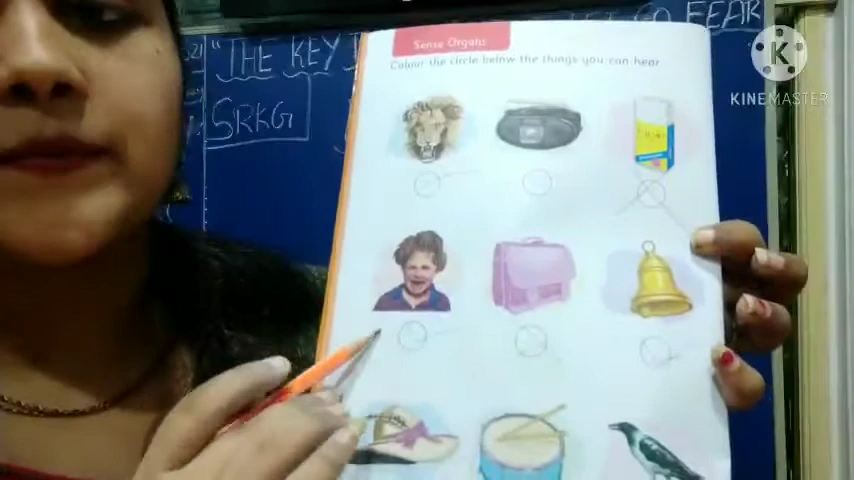 "THE KEY
FEAR
SRKG
Sense Organs
Colour the circle below the things you can hear
K
KINEMASTER